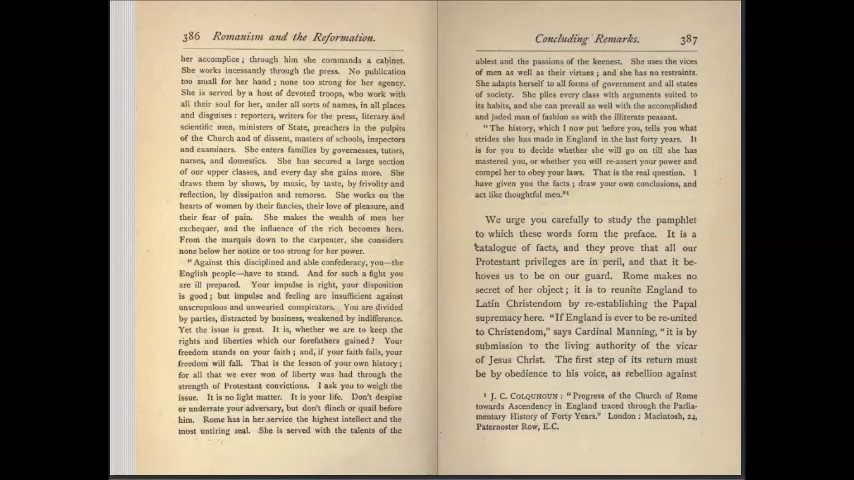 386 Romanism and the Reformation.
her accomplice; through him she commands a cabinet.
She works incessantly through the press. No publication
too small for her hand; none too strong for her agency.
She is served by a host of devoted troops, who work with
all their soul for her, under all sorts of names, in all places
and disguises: reporters, writers for the press, literary and
scientific men, ministers of State, preachers in the pulpits
of the Church and of dissent, masters of schools, inspectors
and examiners. She enters families by governesses, tutors,
nurses, and domestics. She has secured a large section
of our upper classes, and every day she gains more. She
draws them by shows, by music, by taste, by frivolity and
reflection, by dissipation and remorse. She works on the
hearts of women by their fancies, their love of pleasure, and
their fear of pain. She makes the wealth of men her
exchequer, and the influence of the rich becomes hers.
From the marquis down to the carpenter, she considers
none below her notice or too strong for her power.
"Against this disciplined and able confederacy, you—the
English people—have to stand. And for such a fight you
are ill prepared. Your impulse is right, your disposition
is good; but impulse and feeling are insufficient against
unscrupulous and unwearied conspirators. You are divided
by parties, distracted by business, weakened by indifference.
Yet the issue is great. It is, whether we are to keep the
rights and liberties which our forefathers gained? Your
freedom stands on your faith; and, if your faith fails, your
freedom will fall. That is the lesson of your own history;
for all that we ever won of liberty was had through the
strength of Protestant convictions. I ask you to weigh the
issue. It is no light matter. It is your life. Don't despise
or underrate your adversary, but don't flinch or quail before
him. Rome has in her service the highest intellect and the
most untiring zeal. She is served with the talents of the
Concluding Remarks. 387
ablest and the passions of the keenest. She uses the vices
of men as well as their virtues; and she has no restraints.
She adapts herself to all forms of government and all states
of society. She plies every class with arguments suited to
its habits, and she can prevail as well with the accomplished
and jaded man of fashion as with the illiterate peasant.
"The history, which I now put before you, tells you what
strides she has made in England in the last forty years. It
is for you to decide whether she will go on till she has
mastered you, or whether you will re-assert your power and
compel her to obey your laws. That is the real question. I
have given you the facts; draw your own conclusions, and
act like thoughtful men."¹
We urge you carefully to study the pamphlet
to which these words form the preface. It is a
catalogue of facts, and they prove that all our
Protestant privileges are in peril, and that it be-
hoves us to be on our guard. Rome makes no
secret of her object; it is to reunite England to
Latin Christendom by re-establishing the Papal
supremacy here. "If England is ever to be re-united
to Christendom," says Cardinal Manning, "it is by
submission to the living authority of the vicar
of Jesus Christ. The first step of its return must
be by obedience to his voice, as rebellion against
¹ J. C. COLQUHOUN: "Progress of the Church of Rome
towards Ascendency in England traced through the Parlia-
mentary History of Forty Years." London: Macintosh, 24,
Paternoster Row, E.C.